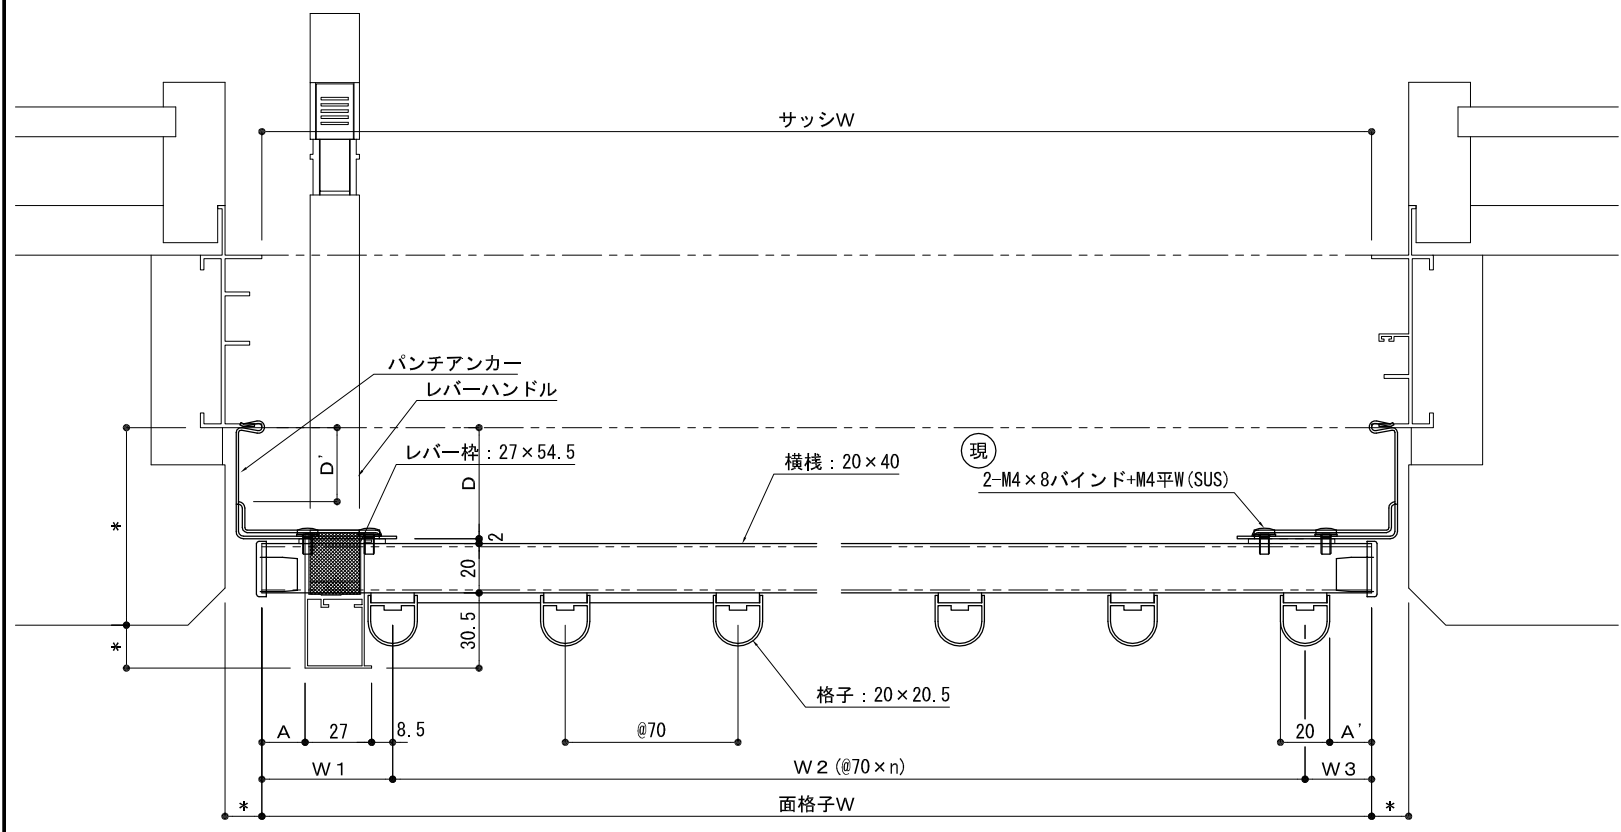 サッシW
パンチアンカー
レバーハンドル
レバー枠：27×54.5
横桟：20×40
現
2-M4×8バインド+M4平W(SUS)
D'
D
*
2
20
30.5
*
格子：20×20.5
A
27
8.5
@70
20
A'
W1
W2(@70×n)
W3
*
面格子W
*